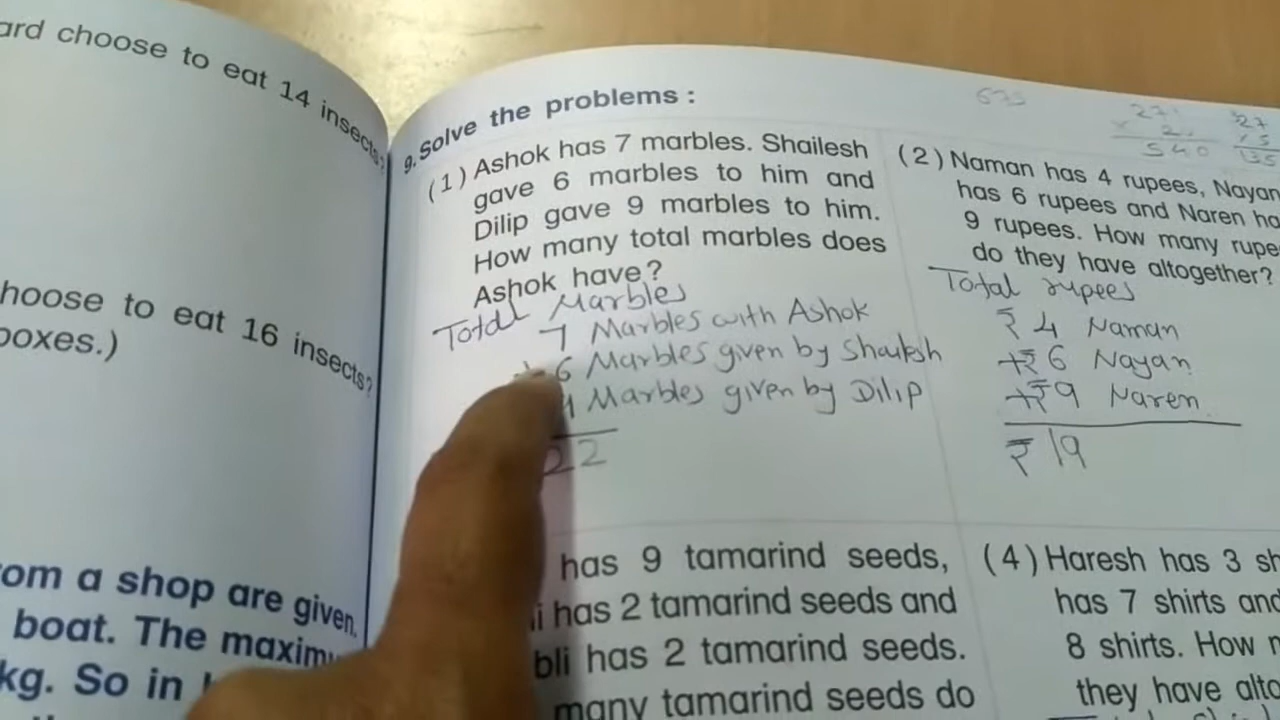 ard choose to eat 14 insects?
hoose to eat 16 insects?
boxes.)
om a shop are given.
boat. The maxim
kg. So in
9. Solve the problems :
(1) Ashok has 7 marbles. Shailesh
gave 6 marbles to him and
Dilip gave 9 marbles to him.
How many total marbles does
Ashok have?
Total Marbles
7 Marbles with Ashok
+ 6 Marbles given by Shailesh
Marbles given by Dilip
22
(2) Naman has 4 rupees, Nayan
has 6 rupees and Naren ha
9 rupees. How many rupe
do they have altogether?
Total rupees
₹ 4 Naman
+₹ 6 Nayan
+₹ 9 Naren
₹ 19
has 9 tamarind seeds,
li has 2 tamarind seeds and
bli has 2 tamarind seeds.
many tamarind seeds do
(4) Haresh has 3 sh
has 7 shirts and
8 shirts. How m
they have alto